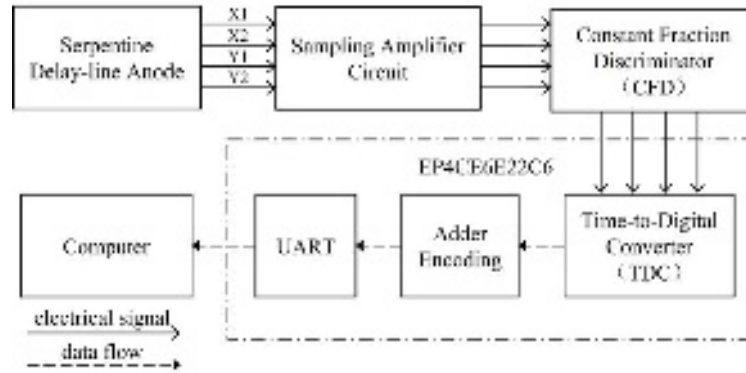 Serpentine
Delay-line Anode
X1
X2
Y1
Y2
Sampling Amplifier
Circuit
Constant Fraction
Discriminator
(CFD)
EP4CE6E22C6
Computer
UART
Adder
Encoding
Time-to-Digital
Converter
(TDC)
electrical signal
data flow